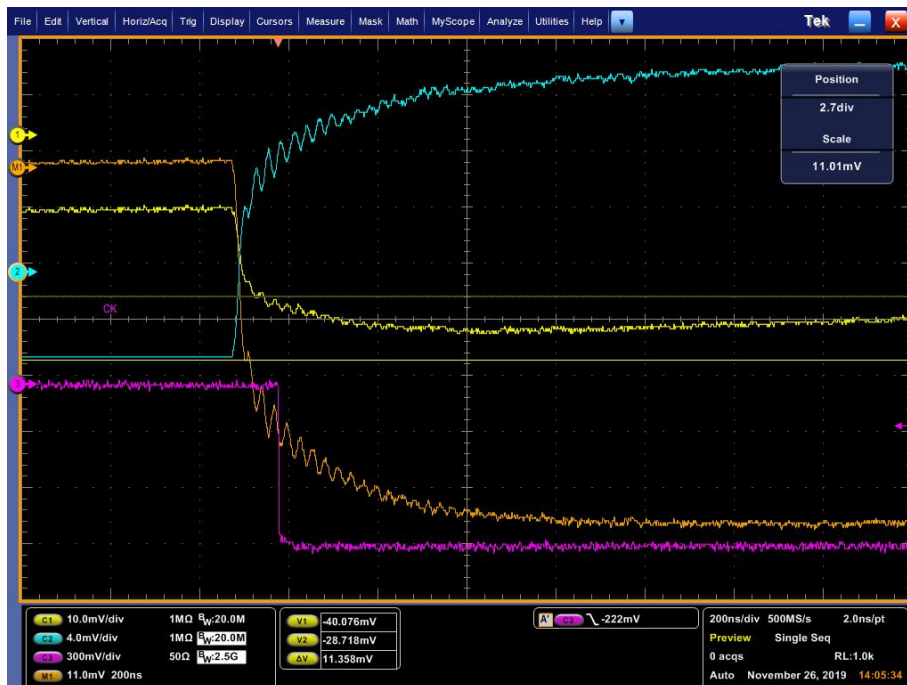 File Edit Vertical Horiz/Acq Trig Display Cursors Measure Mask Math MyScope Analyze Utilities Help Tek X
Position
2.7div
Scale
11.01mV
1
M1
2
CK
3
C1 10.0mV/div 1MΩ BW:20.0M
C2 4.0mV/div 1MΩ BW:20.0M
C3 300mV/div 50Ω BW:2.5G
M1 11.0mV 200ns
V1 -40.076mV
V2 -28.718mV
ΔV 11.358mV
A' C3 -222mV
200ns/div 500MS/s 2.0ns/pt
Preview Single Seq
0 acqs RL:1.0k
Auto November 26, 2019 14:05:34